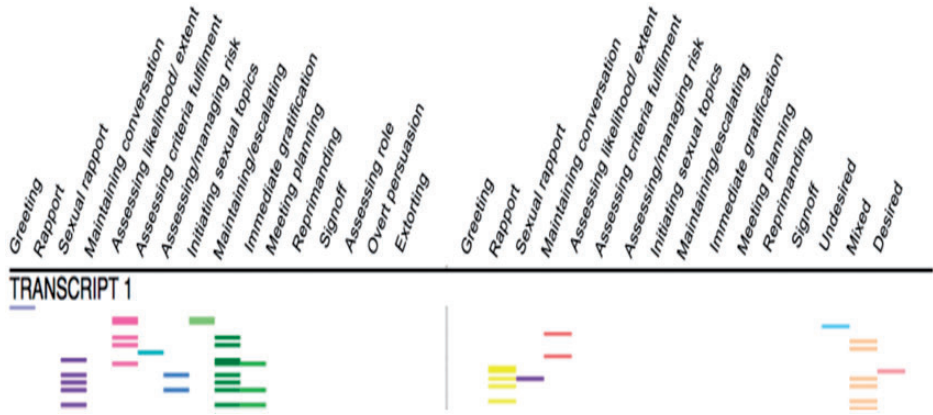 Greeting
Rapport
Sexual rapport
Maintaining conversation
Assessing likelihood/ extent
Assessing criteria fulfilment
Assessing/managing risk
Initiating sexual topics
Maintaining/escalating
Immediate gratification
Meeting planning
Reprimanding
Signoff
Assessing role
Overt persuasion
Extorting
Greeting
Rapport
Sexual rapport
Maintaining conversation
Assessing likelihood/ extent
Assessing criteria fulfilment
Assessing/managing risk
Initiating sexual topics
Maintaining/escalating
Immediate gratification
Meeting planning
Reprimanding
Signoff
Undesired
Mixed
Desired
TRANSCRIPT 1